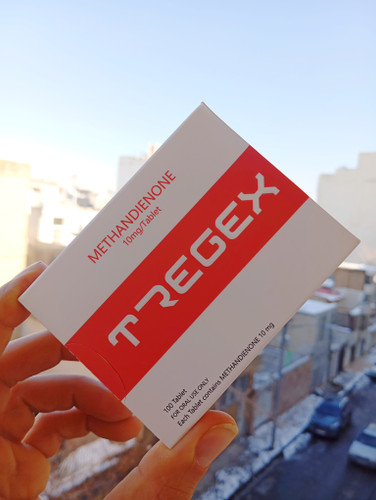 METHANDIENONE
10mg/Tablet
TREGEX
100 Tablet
FOR ORAL USE ONLY
Each Tablet contains METHANDIENONE 10 mg